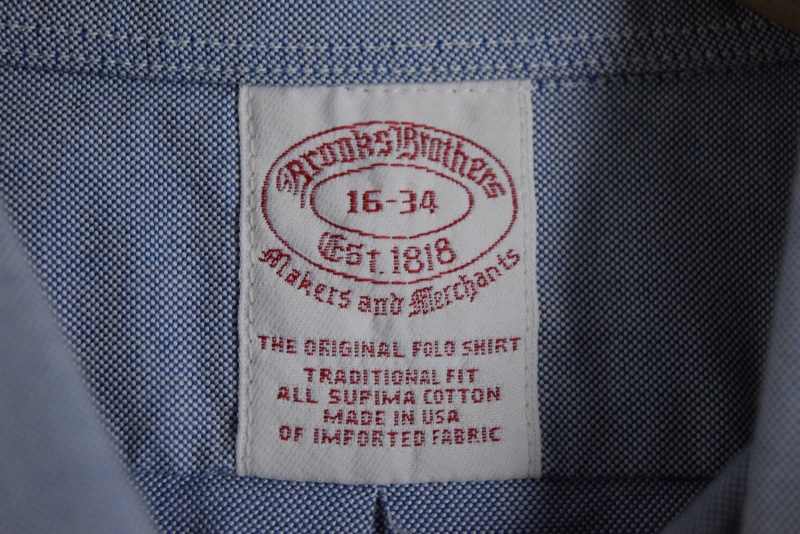 Brooks Brothers
16-34
Est. 1818
Makers and Merchants
THE ORIGINAL POLO SHIRT
TRADITIONAL FIT
ALL SUPIMA COTTON
MADE IN USA
OF IMPORTED FABRIC